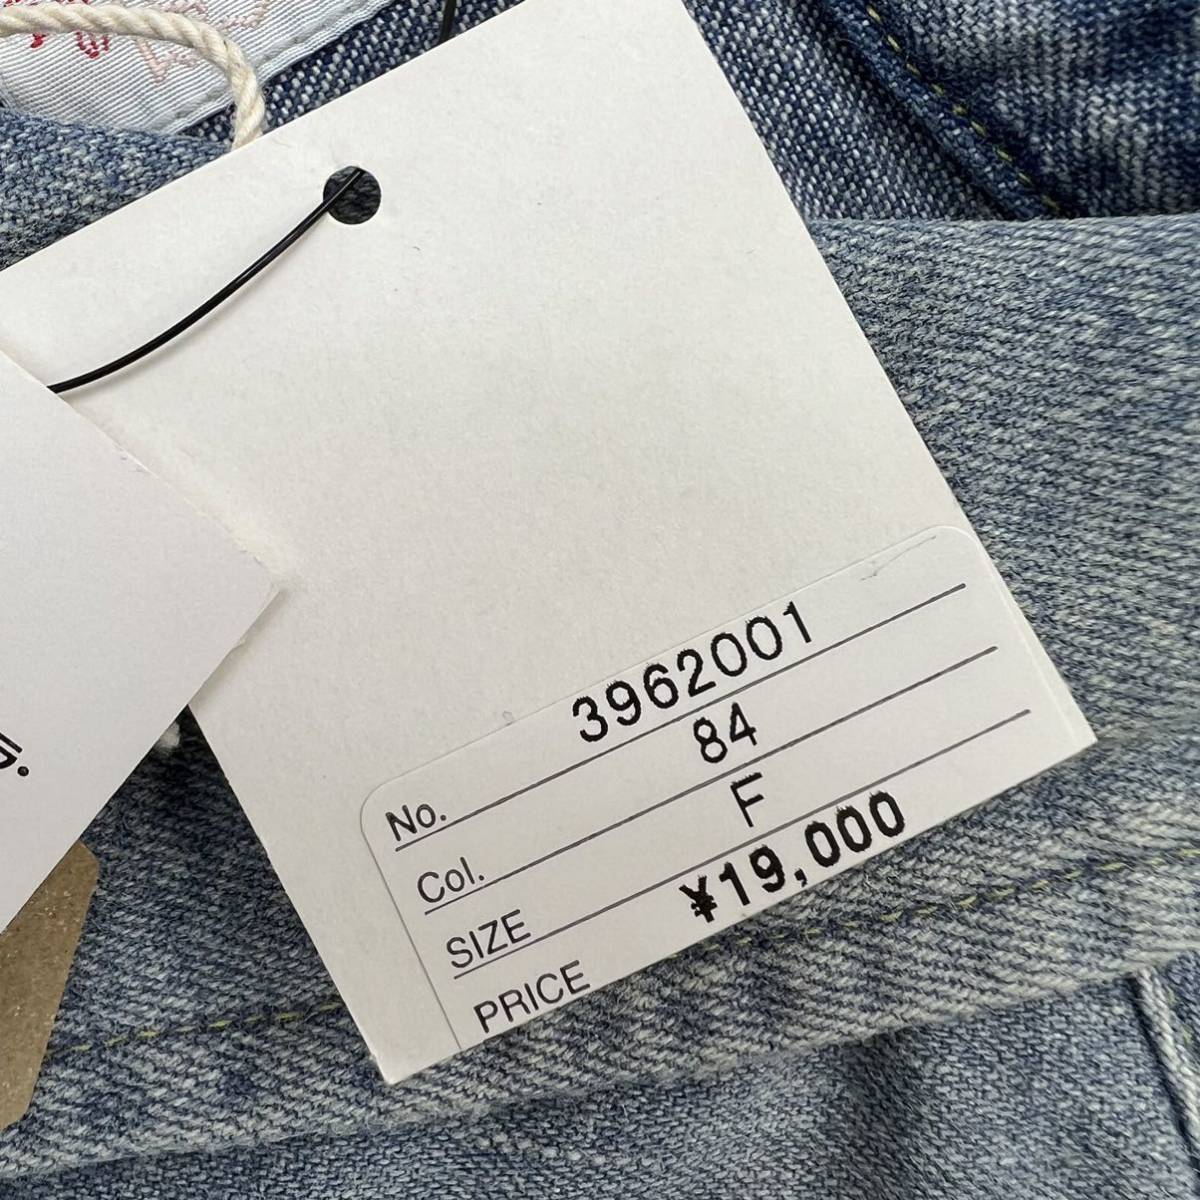 No. 3962001
Col. 84
SIZE F
PRICE ¥19,000